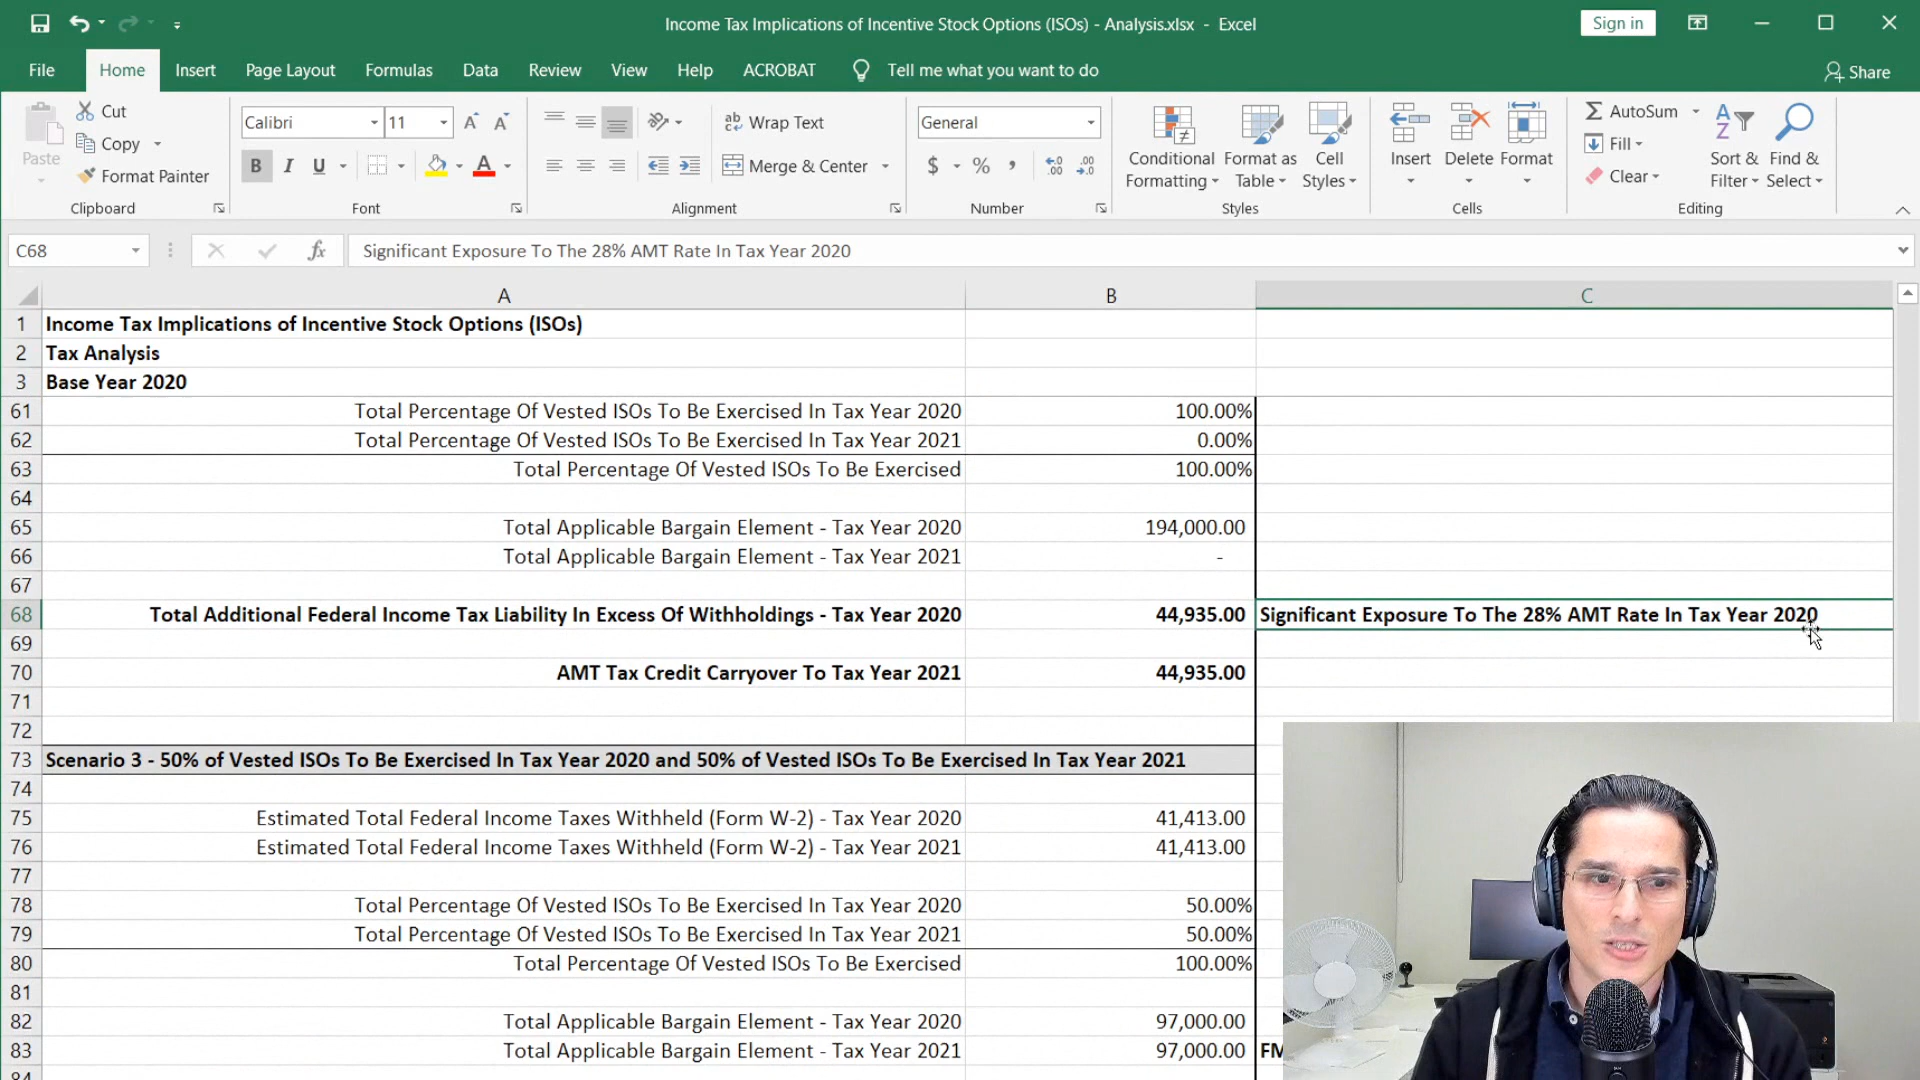 Income Tax Implications of Incentive Stock Options (ISOs) - Analysis.xlsx - Excel
Sign in
File Home Insert Page Layout Formulas Data Review View Help ACROBAT Tell me what you want to do Share
Paste
Cut
Copy
Format Painter
Clipboard
Calibri 11
B I U
Font
Wrap Text
Merge & Center
Alignment
General
$ %
Number
Conditional Formatting
Format as Table
Cell Styles
Styles
Insert Delete Format
Cells
AutoSum
Fill
Clear
Sort & Filter
Find & Select
Editing
C68 fx Significant Exposure To The 28% AMT Rate In Tax Year 2020
A B C
1 Income Tax Implications of Incentive Stock Options (ISOs)
2 Tax Analysis
3 Base Year 2020
61 Total Percentage Of Vested ISOs To Be Exercised In Tax Year 2020 100.00%
62 Total Percentage Of Vested ISOs To Be Exercised In Tax Year 2021 0.00%
63 Total Percentage Of Vested ISOs To Be Exercised 100.00%
64
65 Total Applicable Bargain Element - Tax Year 2020 194,000.00
66 Total Applicable Bargain Element - Tax Year 2021 -
67
68 Total Additional Federal Income Tax Liability In Excess Of Withholdings - Tax Year 2020 44,935.00 Significant Exposure To The 28% AMT Rate In Tax Year 2020
69
70 AMT Tax Credit Carryover To Tax Year 2021 44,935.00
71
72
73 Scenario 3 - 50% of Vested ISOs To Be Exercised In Tax Year 2020 and 50% of Vested ISOs To Be Exercised In Tax Year 2021
74
75 Estimated Total Federal Income Taxes Withheld (Form W-2) - Tax Year 2020 41,413.00
76 Estimated Total Federal Income Taxes Withheld (Form W-2) - Tax Year 2021 41,413.00
77
78 Total Percentage Of Vested ISOs To Be Exercised In Tax Year 2020 50.00%
79 Total Percentage Of Vested ISOs To Be Exercised In Tax Year 2021 50.00%
80 Total Percentage Of Vested ISOs To Be Exercised 100.00%
81
82 Total Applicable Bargain Element - Tax Year 2020 97,000.00
83 Total Applicable Bargain Element - Tax Year 2021 97,000.00